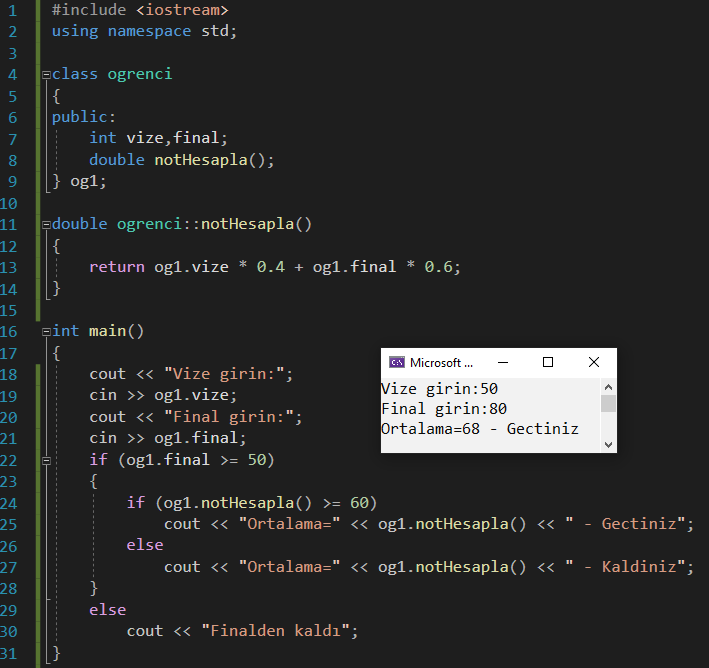 1 #include <iostream>
2 using namespace std;
3
4 class ogrenci
5 {
6 public:
7     int vize,final;
8     double notHesapla();
9 } og1;
10
11 double ogrenci::notHesapla()
12 {
13     return og1.vize * 0.4 + og1.final * 0.6;
14 }
15
16 int main()
17 {
18     cout << "Vize girin:";
19     cin >> og1.vize;
20     cout << "Final girin:";
21     cin >> og1.final;
22     if (og1.final >= 50)
23     {
24         if (og1.notHesapla() >= 60)
25             cout << "Ortalama=" << og1.notHesapla() << " - Gectiniz";
26         else
27             cout << "Ortalama=" << og1.notHesapla() << " - Kaldiniz";
28     }
29     else
30         cout << "Finalden kaldı";
31 }
C:\ Microsoft ...
Vize girin:50
Final girin:80
Ortalama=68 - Gectiniz